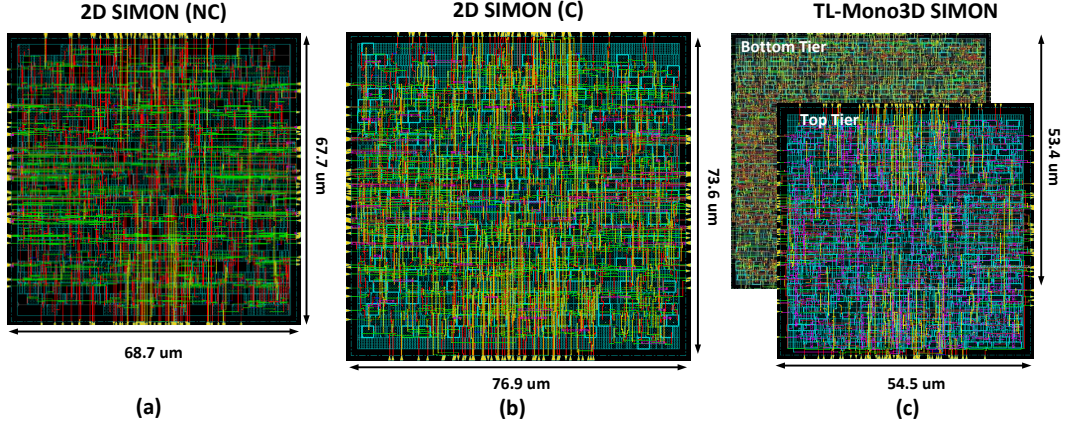 2D SIMON (NC)
2D SIMON (C)
TL-Mono3D SIMON
Bottom Tier
Top Tier
67.7 um
73.6 um
53.4 um
68.7 um
76.9 um
54.5 um
(a)
(b)
(c)